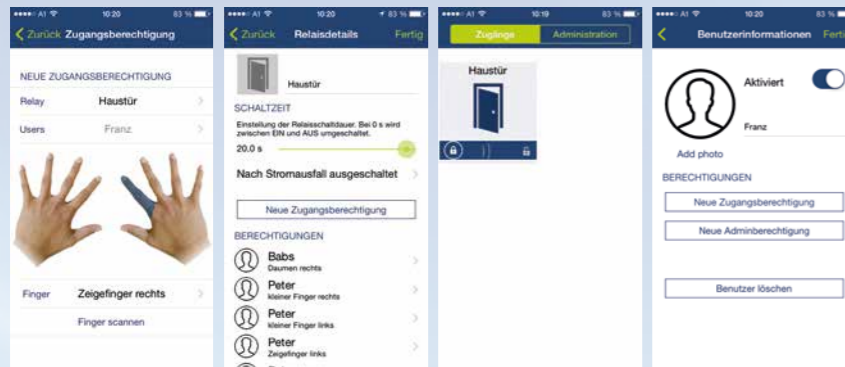 A1 10:20 83 %
Zurück Zugangsberechtigung
NEUE ZUGANGSBERECHTIGUNG
Relay Haustür
Users Franz
Finger Zeigefinger rechts
Finger scannen
A1 10:20 83 %
Zurück Relaisdetails Fertig
Haustür
SCHALTZEIT
Einstellung der Relaisschaltdauer. Bei 0 s wird
zwischen EIN und AUS umgeschaltet.
20.0 s
Nach Stromausfall ausgeschaltet
Neue Zugangsberechtigung
BERECHTIGUNGEN
Babs
Daumen rechts
Peter
kleiner Finger rechts
Peter
kleiner Finger links
Peter
Zeigefinger links
A1 10:19 83 %
Zugänge Administration
Haustür
A1 10:20 83 %
Benutzerinformationen Fertig
Aktiviert
Franz
Add photo
BERECHTIGUNGEN
Neue Zugangsberechtigung
Neue Adminberechtigung
Benutzer löschen